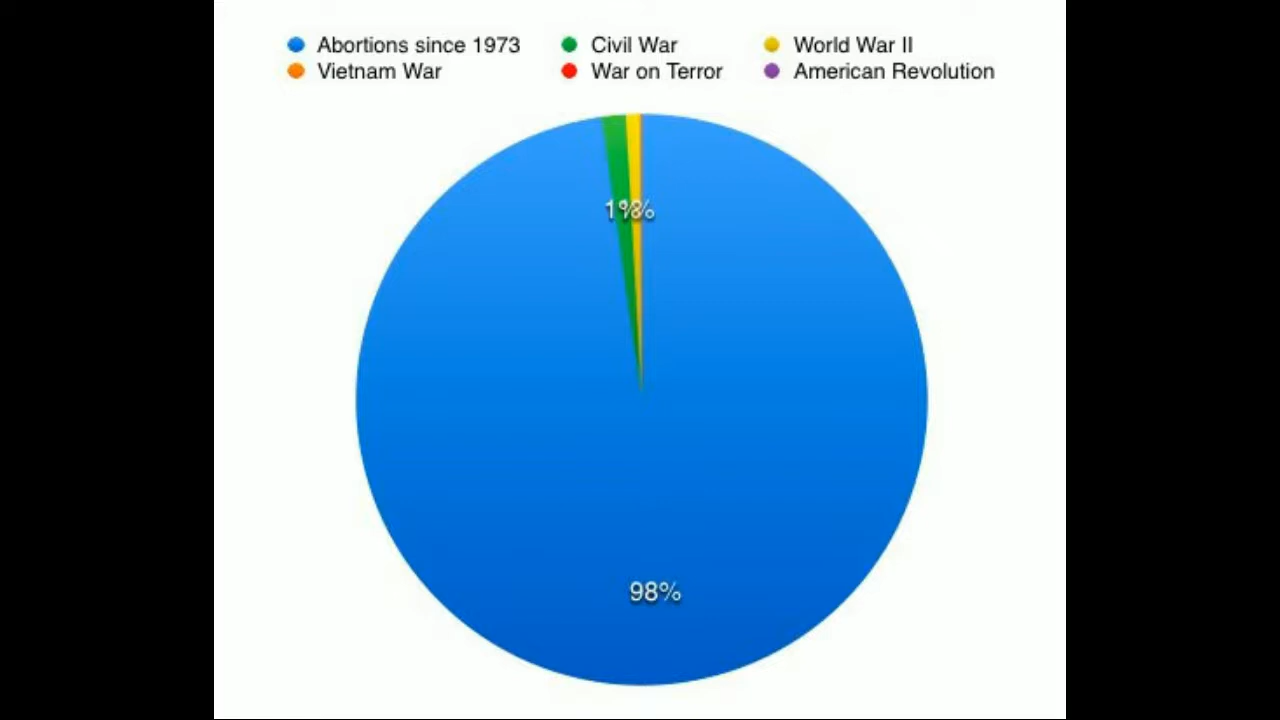 Abortions since 1973 Civil War World War II
Vietnam War War on Terror American Revolution
98%